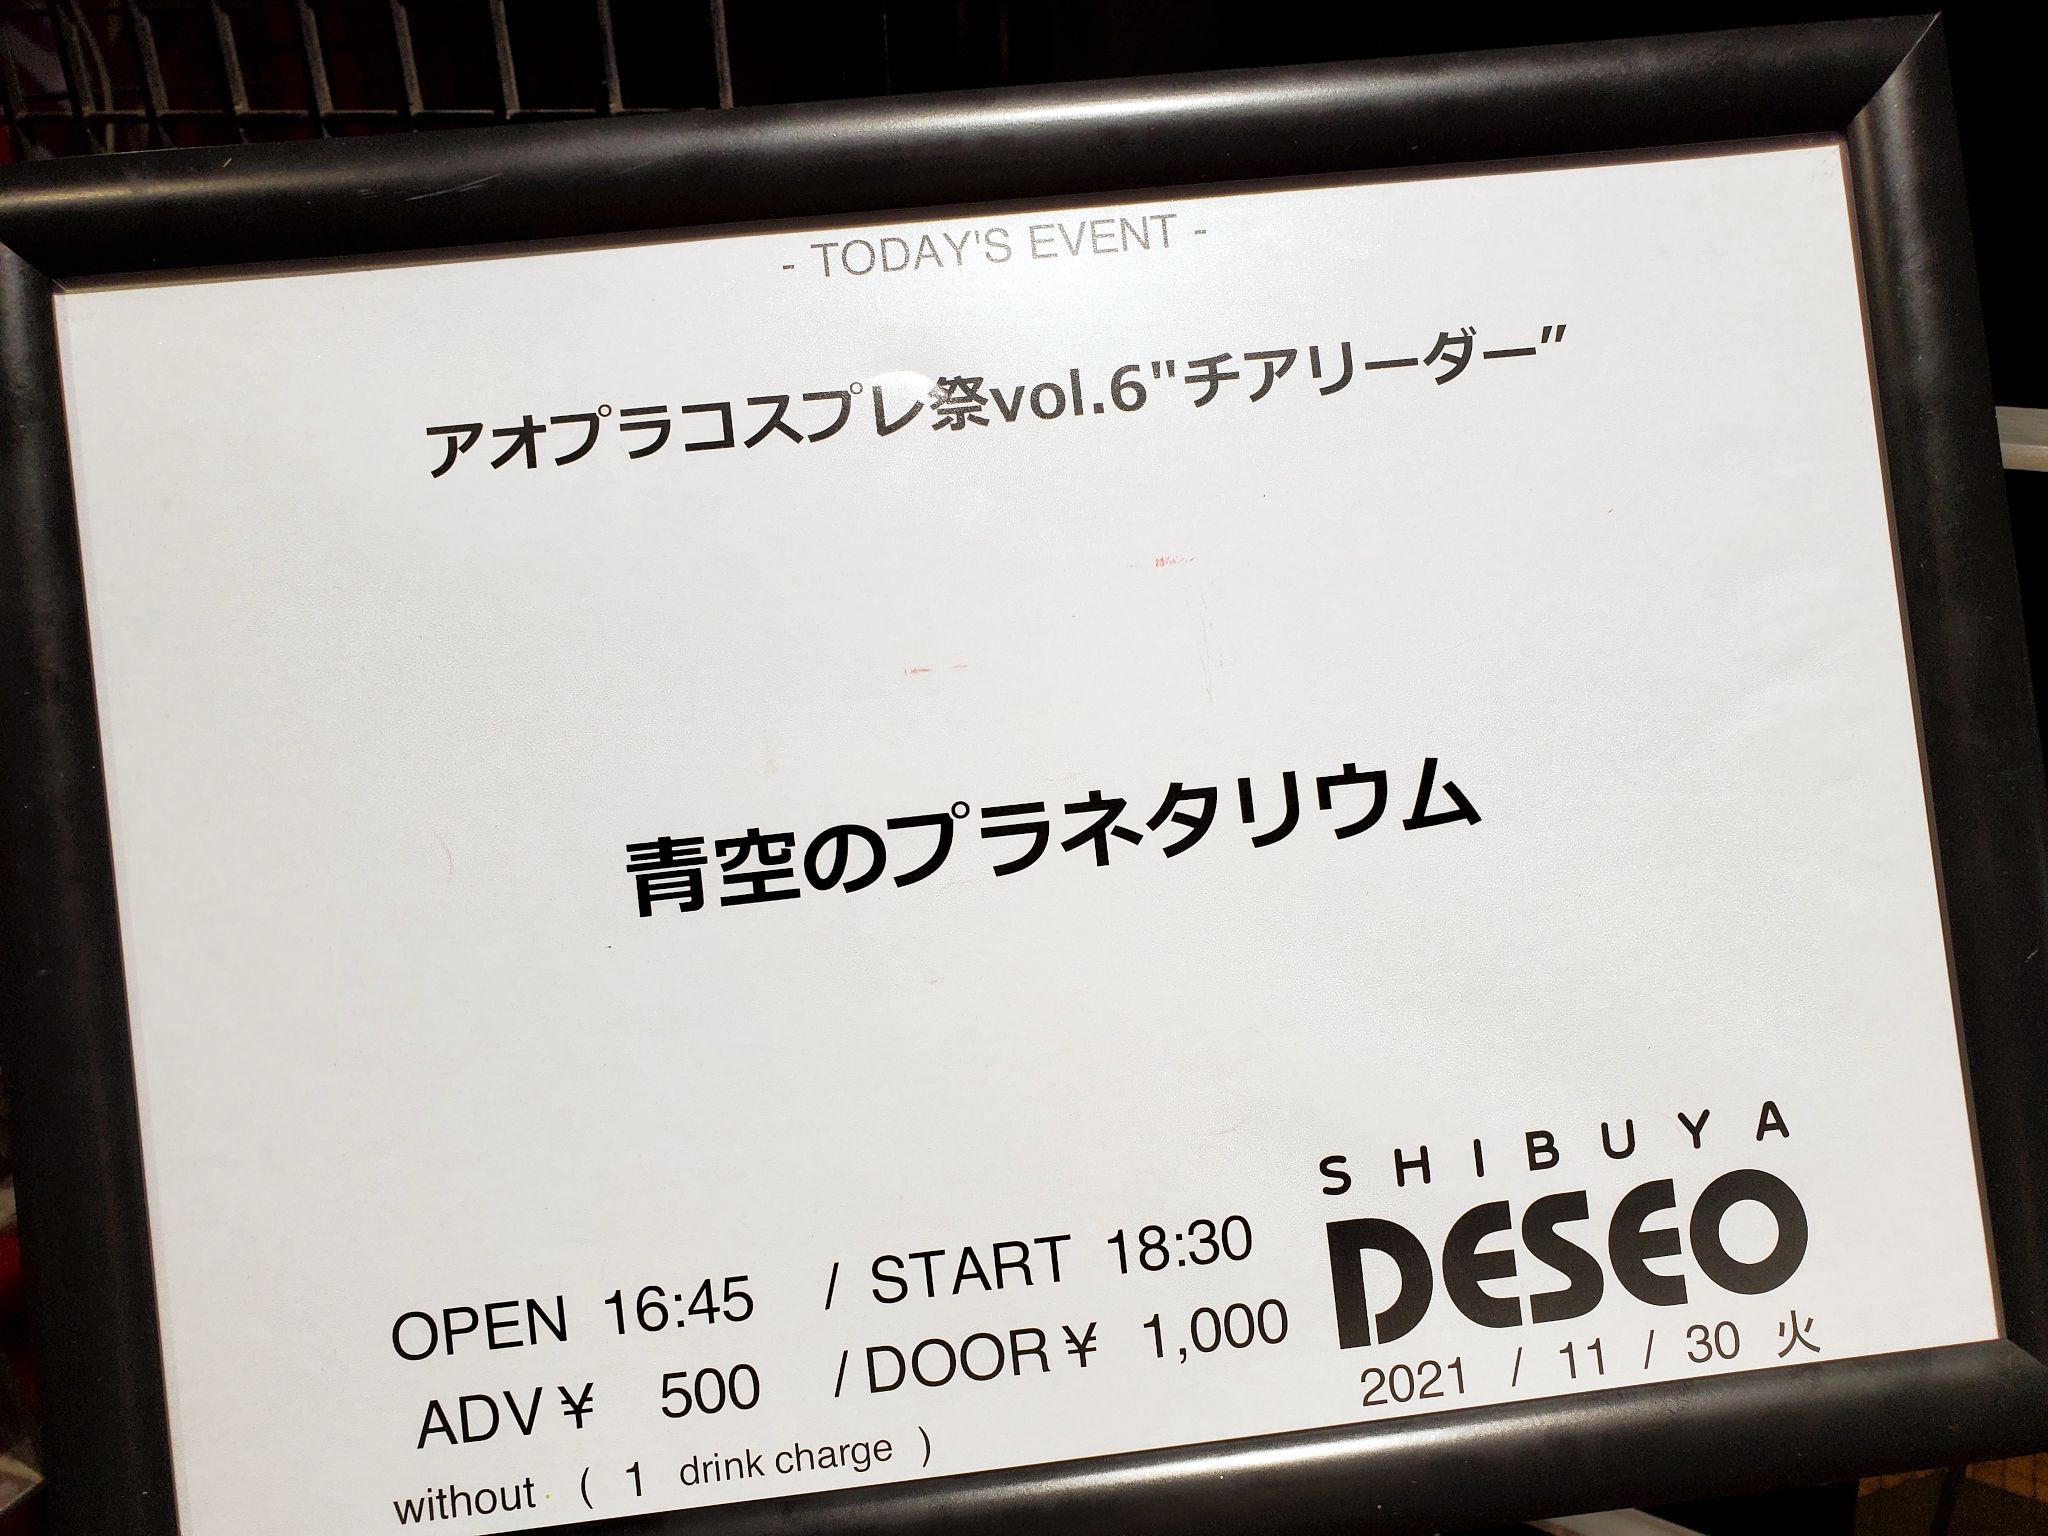 - TODAY'S EVENT -
アオプラコスプレ祭vol.6"チアリーダー”
青空のプラネタリウム
SHIBUYA
DESEO
OPEN 16:45 / START 18:30
ADV¥ 500 /DOOR¥ 1,000
2021 / 11 / 30 火
without ( 1 drink charge )